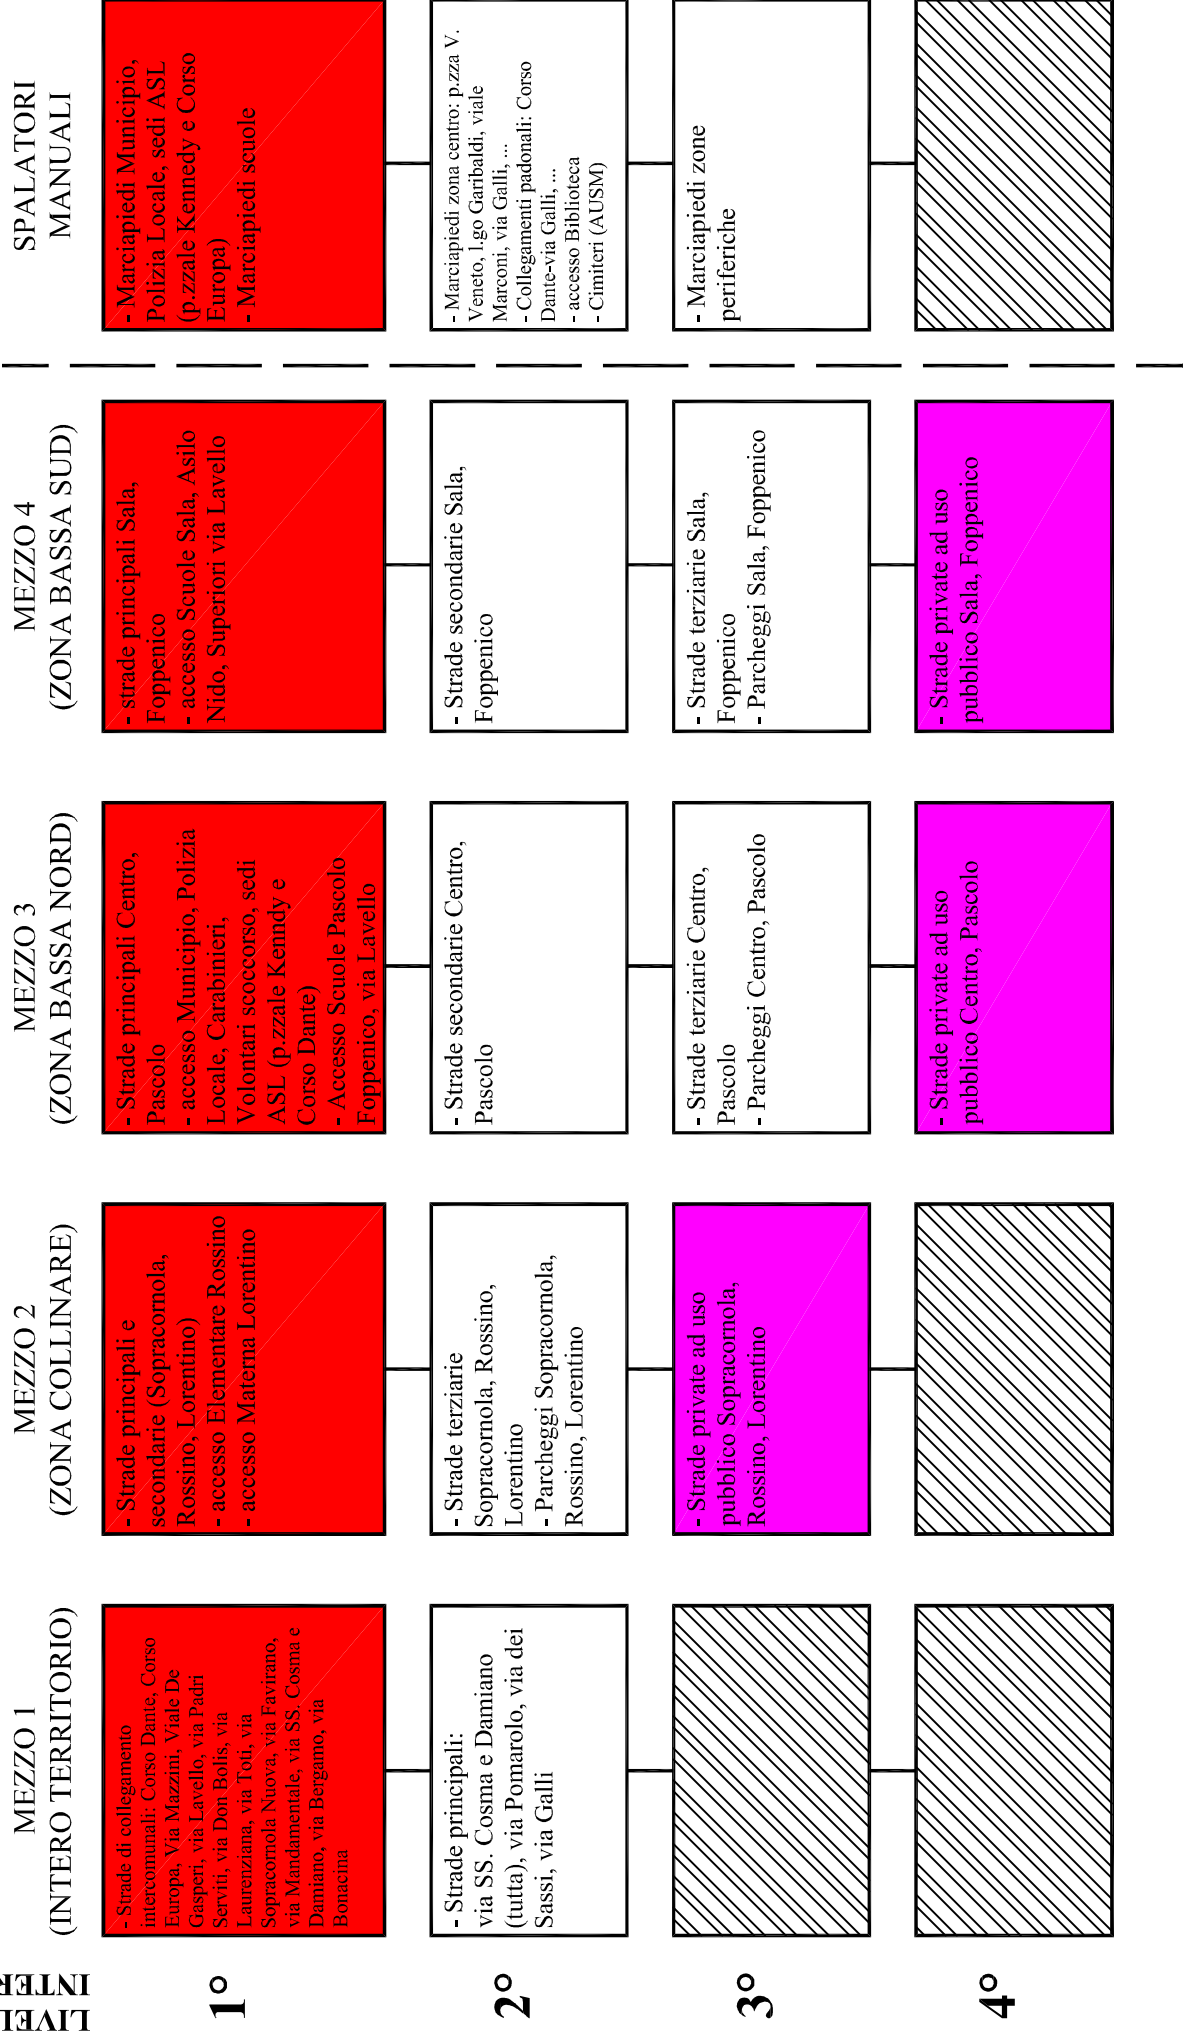 LIVEL
INTER
MEZZO 1
(INTERO TERRITORIO)
MEZZO 2
(ZONA COLLINARE)
MEZZO 3
(ZONA BASSA NORD)
MEZZO 4
(ZONA BASSA SUD)
SPALATORI
MANUALI
1°
- Strade di collegamento
intercomunali: Corso Dante, Corso
Europa, Via Mazzini, Viale De
Gasperi, via Lavello, via Padri
Serviti, via Don Bolis, via
Laurenziana, via Toti, via
Sopracornola Nuova, via Favirano,
via Mandamentale, via SS. Cosma e
Damiano, via Bergamo, via
Bonacina
- Strade principali e
secondarie (Sopracornola,
Rossino, Lorentino)
- accesso Elementare Rossino
- accesso Materna Lorentino
- Strade principali Centro,
Pascolo
- accesso Municipio, Polizia
Locale, Carabinieri,
Volontari scoccorso, sedi
ASL (p.zzale Kenndy e
Corso Dante)
- Accesso Scuole Pascolo
Foppenico, via Lavello
- strade principali Sala,
Foppenico
- accesso Scuole Sala, Asilo
Nido, Superiori via Lavello
- Marciapiedi Municipio,
Polizia Locale, sedi ASL
(p.zzale Kennedy e Corso
Europa)
- Marciapiedi scuole
2°
- Strade principali:
via SS. Cosma e Damiano
(tutta), via Pomarolo, via dei
Sassi, via Galli
- Strade terziarie
Sopracornola, Rossino,
Lorentino
- Parcheggi Sopracornola,
Rossino, Lorentino
- Strade secondarie Centro,
Pascolo
- Strade secondarie Sala,
Foppenico
- Marciapiedi zona centro: p.zza V.
Veneto, l.go Garibaldi, viale
Marconi, via Galli, ...
- Collegamenti padonali: Corso
Dante-via Galli, ...
- accesso Biblioteca
- Cimiteri (AUSM)
3°
- Strade private ad uso
pubblico Sopracornola,
Rossino, Lorentino
- Strade terziarie Centro,
Pascolo
- Parcheggi Centro, Pascolo
- Strade terziarie Sala,
Foppenico
- Parcheggi Sala, Foppenico
- Marciapiedi zone
periferiche
4°
- Strade private ad uso
pubblico Centro, Pascolo
- Strade private ad uso
pubblico Sala, Foppenico